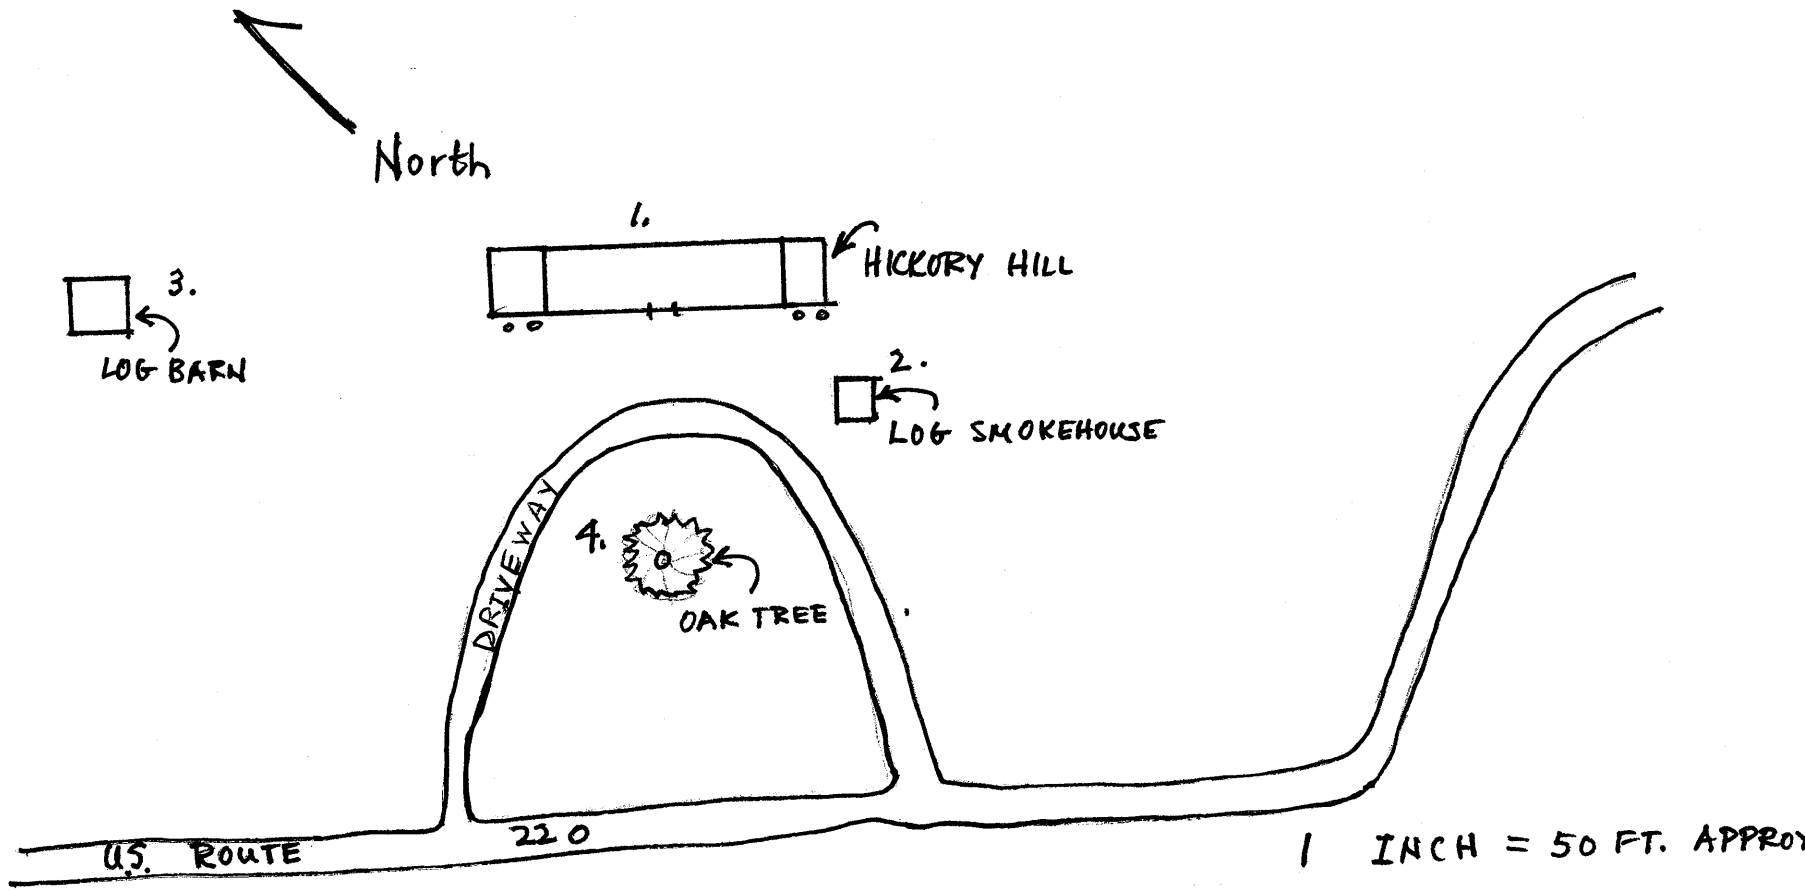 North
1.
HICKORY HILL
3.
LOG BARN
2.
LOG SMOKEHOUSE
DRIVEWAY
4.
OAK TREE
U.S. ROUTE 220
1 INCH = 50 FT. APPROX